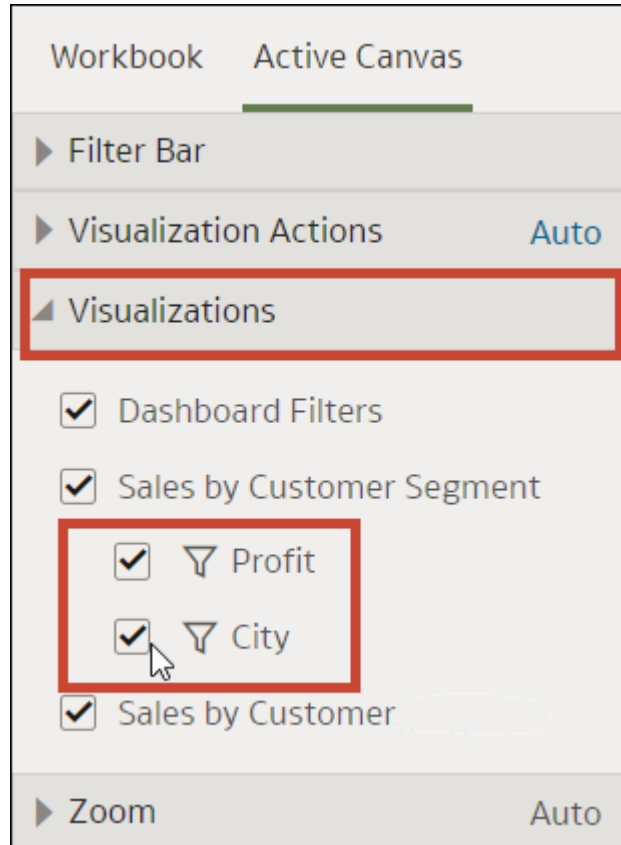 Workbook Active Canvas
Filter Bar
Visualization Actions Auto
Visualizations
Dashboard Filters
Sales by Customer Segment
Profit
City
Sales by Customer
Zoom Auto